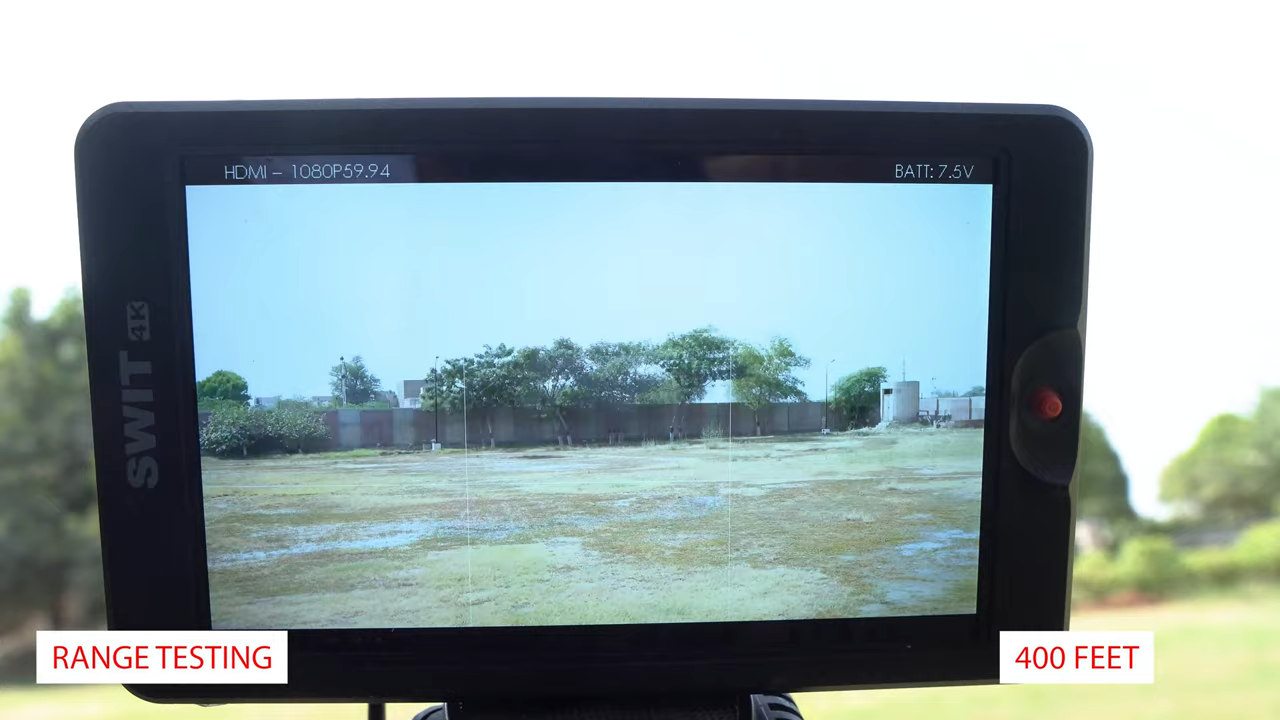 HDMI – 1080P59.94
BATT: 7.5V
SWIT 4K
RANGE TESTING
400 FEET